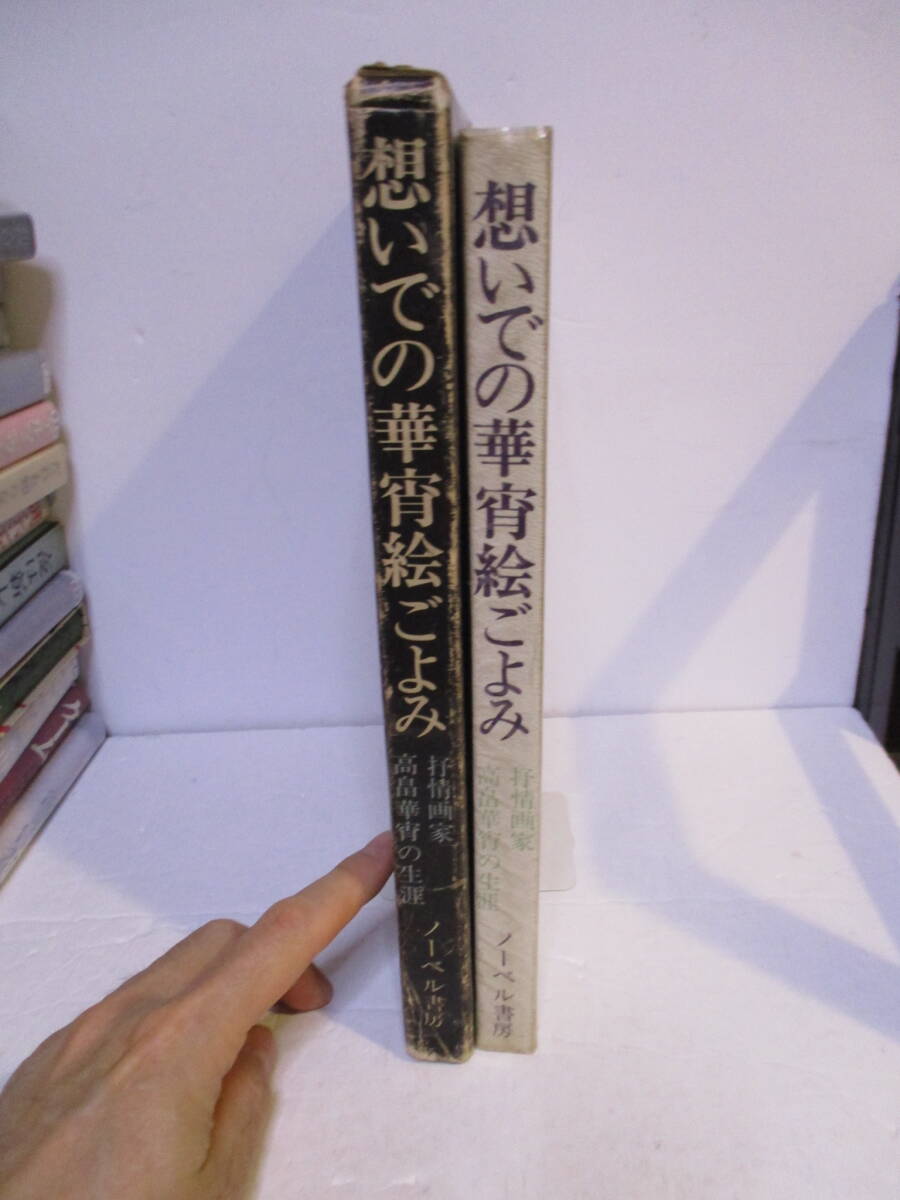 想いでの華宵絵ごよみ
抒情画家
高畠華宵の生涯
ノーベル書房
想いでの華宵絵ごよみ
抒情画家
高畠華宵の生涯
ノーベル書房